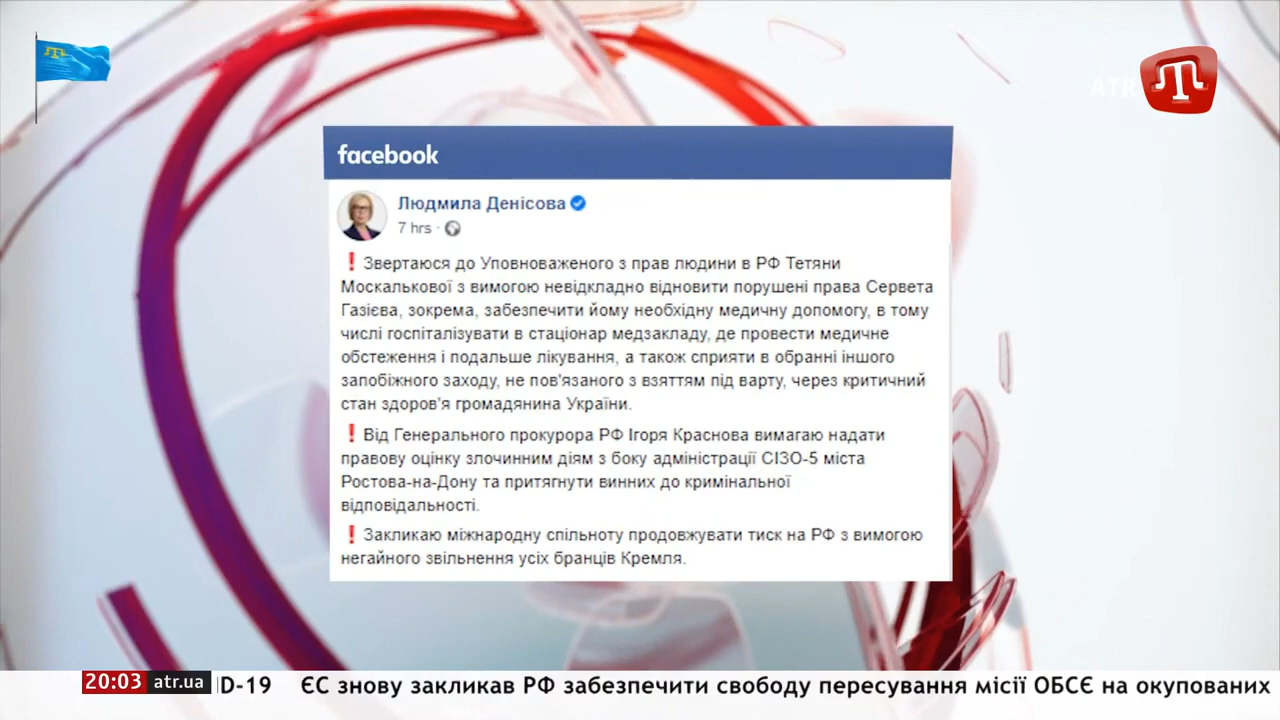 ATR
facebook
Людмила Денісова
7 hrs ·
❗Звертаюся до Уповноваженого з прав людини в РФ Тетяни
Москалькової з вимогою невідкладно відновити порушені права Сервета
Газієва, зокрема, забезпечити йому необхідну медичну допомогу, в тому
числі госпіталізувати в стаціонар медзакладу, де провести медичне
обстеження і подальше лікування, а також сприяти в обранні іншого
запобіжного заходу, не пов'язаного з взяттям під варту, через критичний
стан здоров'я громадянина України.
❗Від Генерального прокурора РФ Ігоря Краснова вимагаю надати
правову оцінку злочинним діям з боку адміністрації СІЗО-5 міста
Ростова-на-Дону та притягнути винних до кримінальної
відповідальності.
❗Закликаю міжнародну спільноту продовжувати тиск на РФ з вимогою
негайного звільнення усіх бранців Кремля.
20:03 atr.ua D-19 ЄС знову закликав РФ забезпечити свободу пересування місії ОБСЄ на окупованих